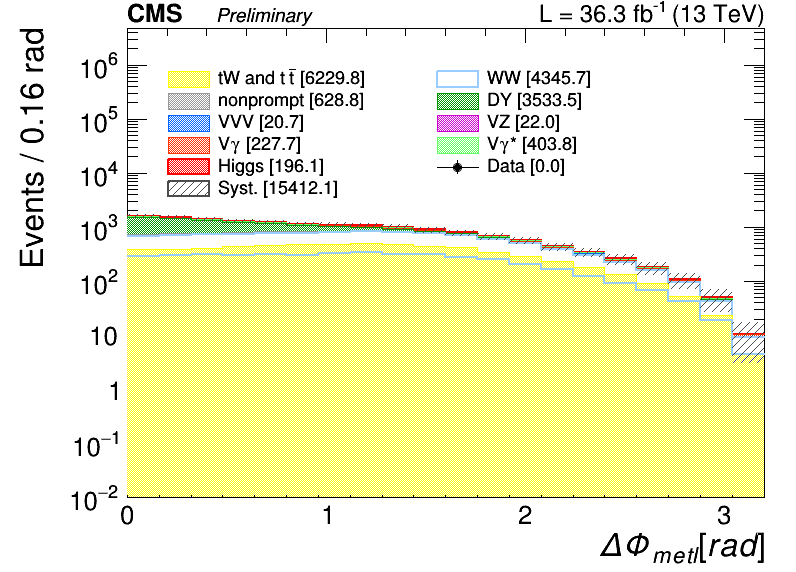 CMS Preliminary L = 36.3 fb⁻¹ (13 TeV)
Events / 0.16 rad
tW and t t̅ [6229.8] WW [4345.7]
nonprompt [628.8] DY [3533.5]
VVV [20.7] VZ [22.0]
Vγ [227.7] Vγ* [403.8]
Higgs [196.1] Data [0.0]
Syst. [15412.1]
10⁶
10⁵
10⁴
10³
10²
10
1
10⁻¹
10⁻²
0 1 2 3
ΔΦ_metl[rad]